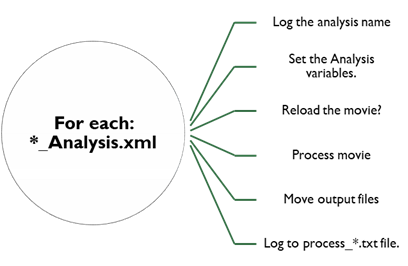 For each:
*_Analysis.xml
Log the analysis name
Set the Analysis
variables.
Reload the movie?
Process movie
Move output files
Log to process_*.txt file.